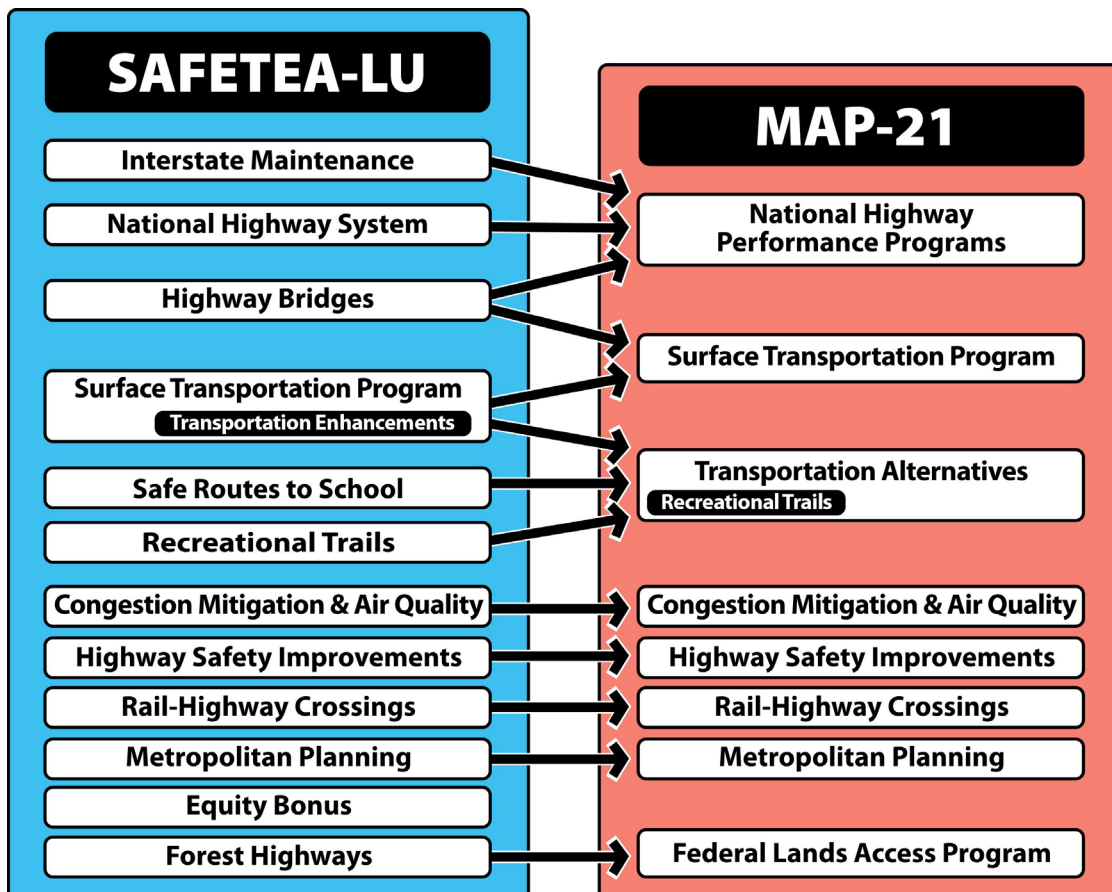 SAFETEA-LU
Interstate Maintenance
National Highway System
Highway Bridges
Surface Transportation Program
Transportation Enhancements
Safe Routes to School
Recreational Trails
Congestion Mitigation & Air Quality
Highway Safety Improvements
Rail-Highway Crossings
Metropolitan Planning
Equity Bonus
Forest Highways
MAP-21
National Highway
Performance Programs
Surface Transportation Program
Transportation Alternatives
Recreational Trails
Congestion Mitigation & Air Quality
Highway Safety Improvements
Rail-Highway Crossings
Metropolitan Planning
Federal Lands Access Program